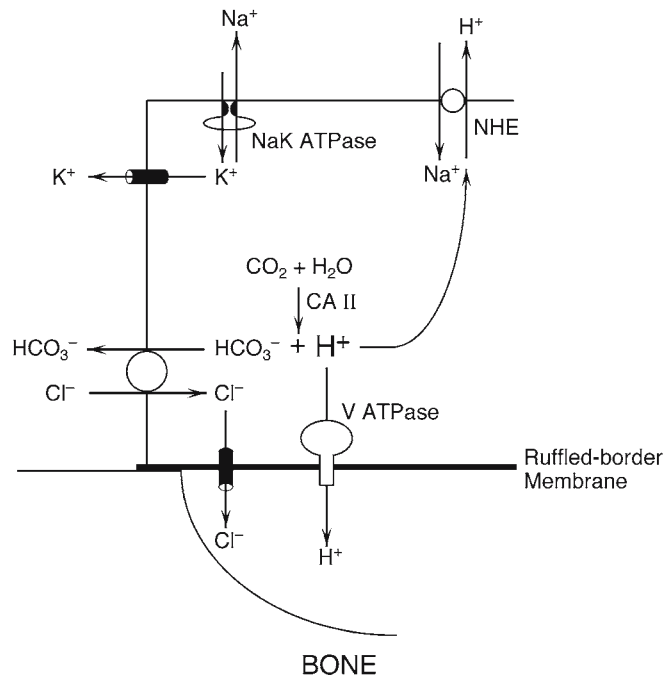 Na⁺
H⁺
NHE
NaK ATPase
K⁺
K⁺
Na⁺
CO₂ + H₂O
CA II
HCO₃⁻
HCO₃⁻ + H⁺
Cl⁻
Cl⁻
V ATPase
Ruffled-border
Membrane
Cl⁻
H⁺
BONE